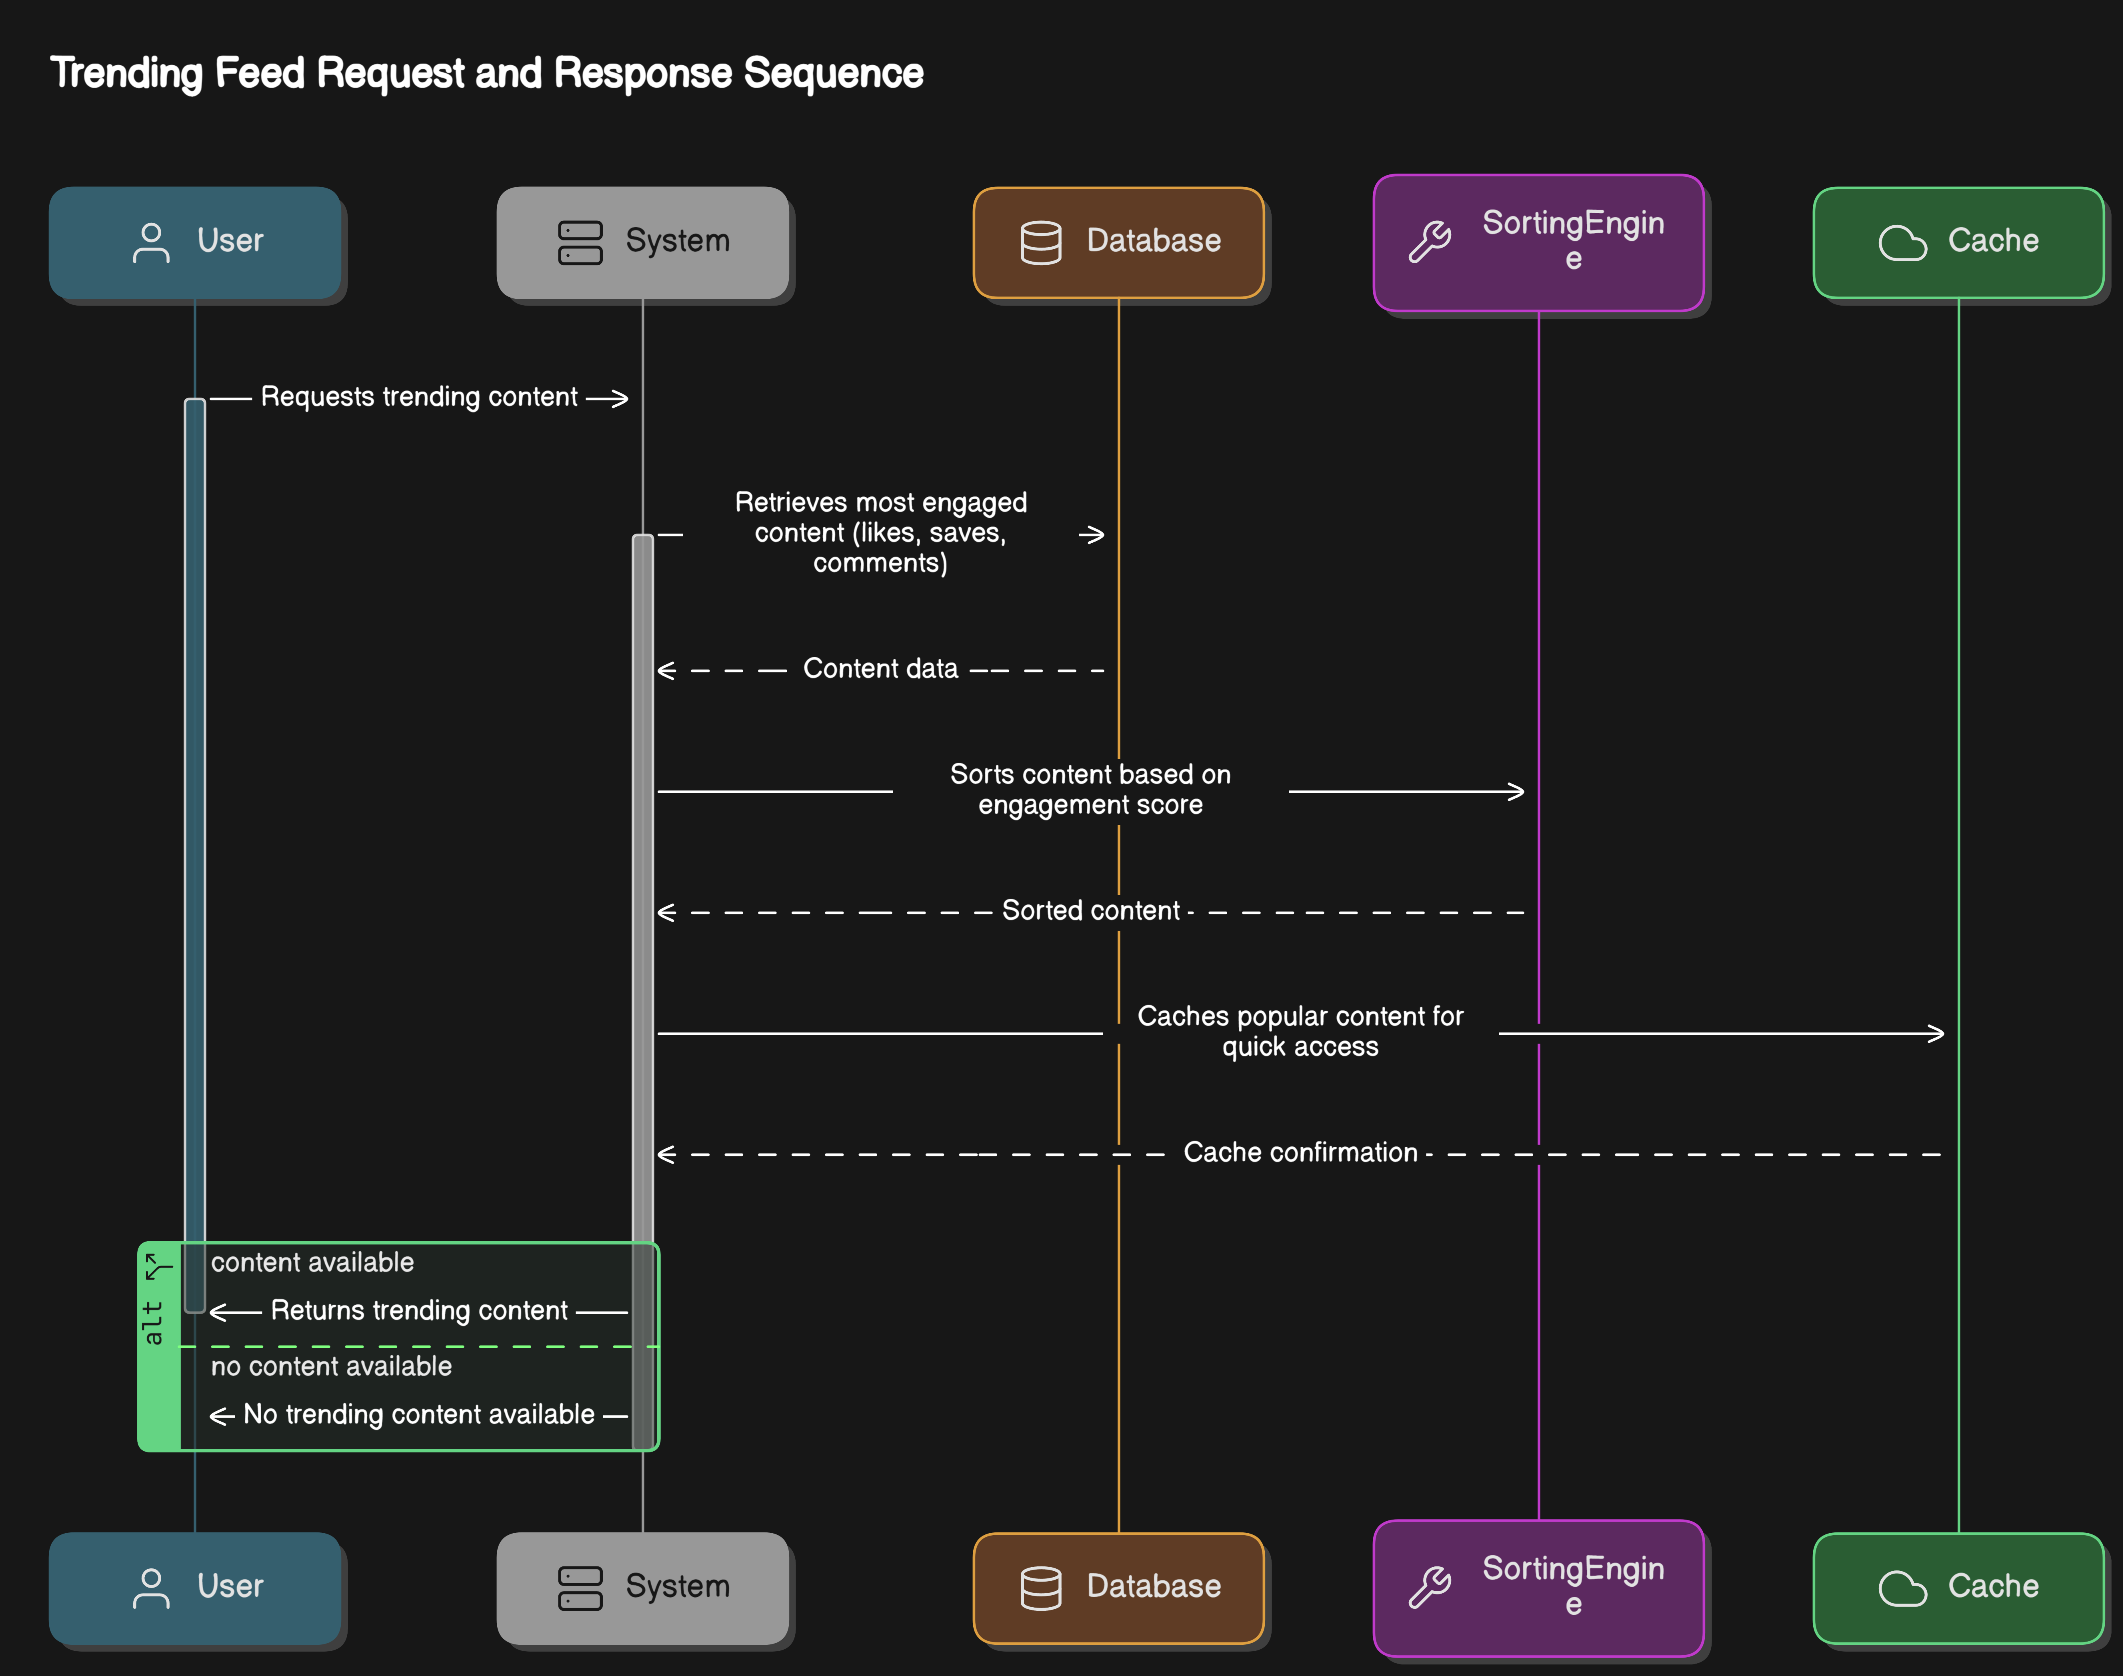 Trending Feed Request and Response Sequence
User
System
Database
SortingEngin
e
Cache
Requests trending content
Retrieves most engaged
content (likes, saves,
comments)
Content data
Sorts content based on
engagement score
Sorted content
Caches popular content for
quick access
Cache confirmation
alt
content available
Returns trending content
no content available
No trending content available
User
System
Database
SortingEngin
e
Cache